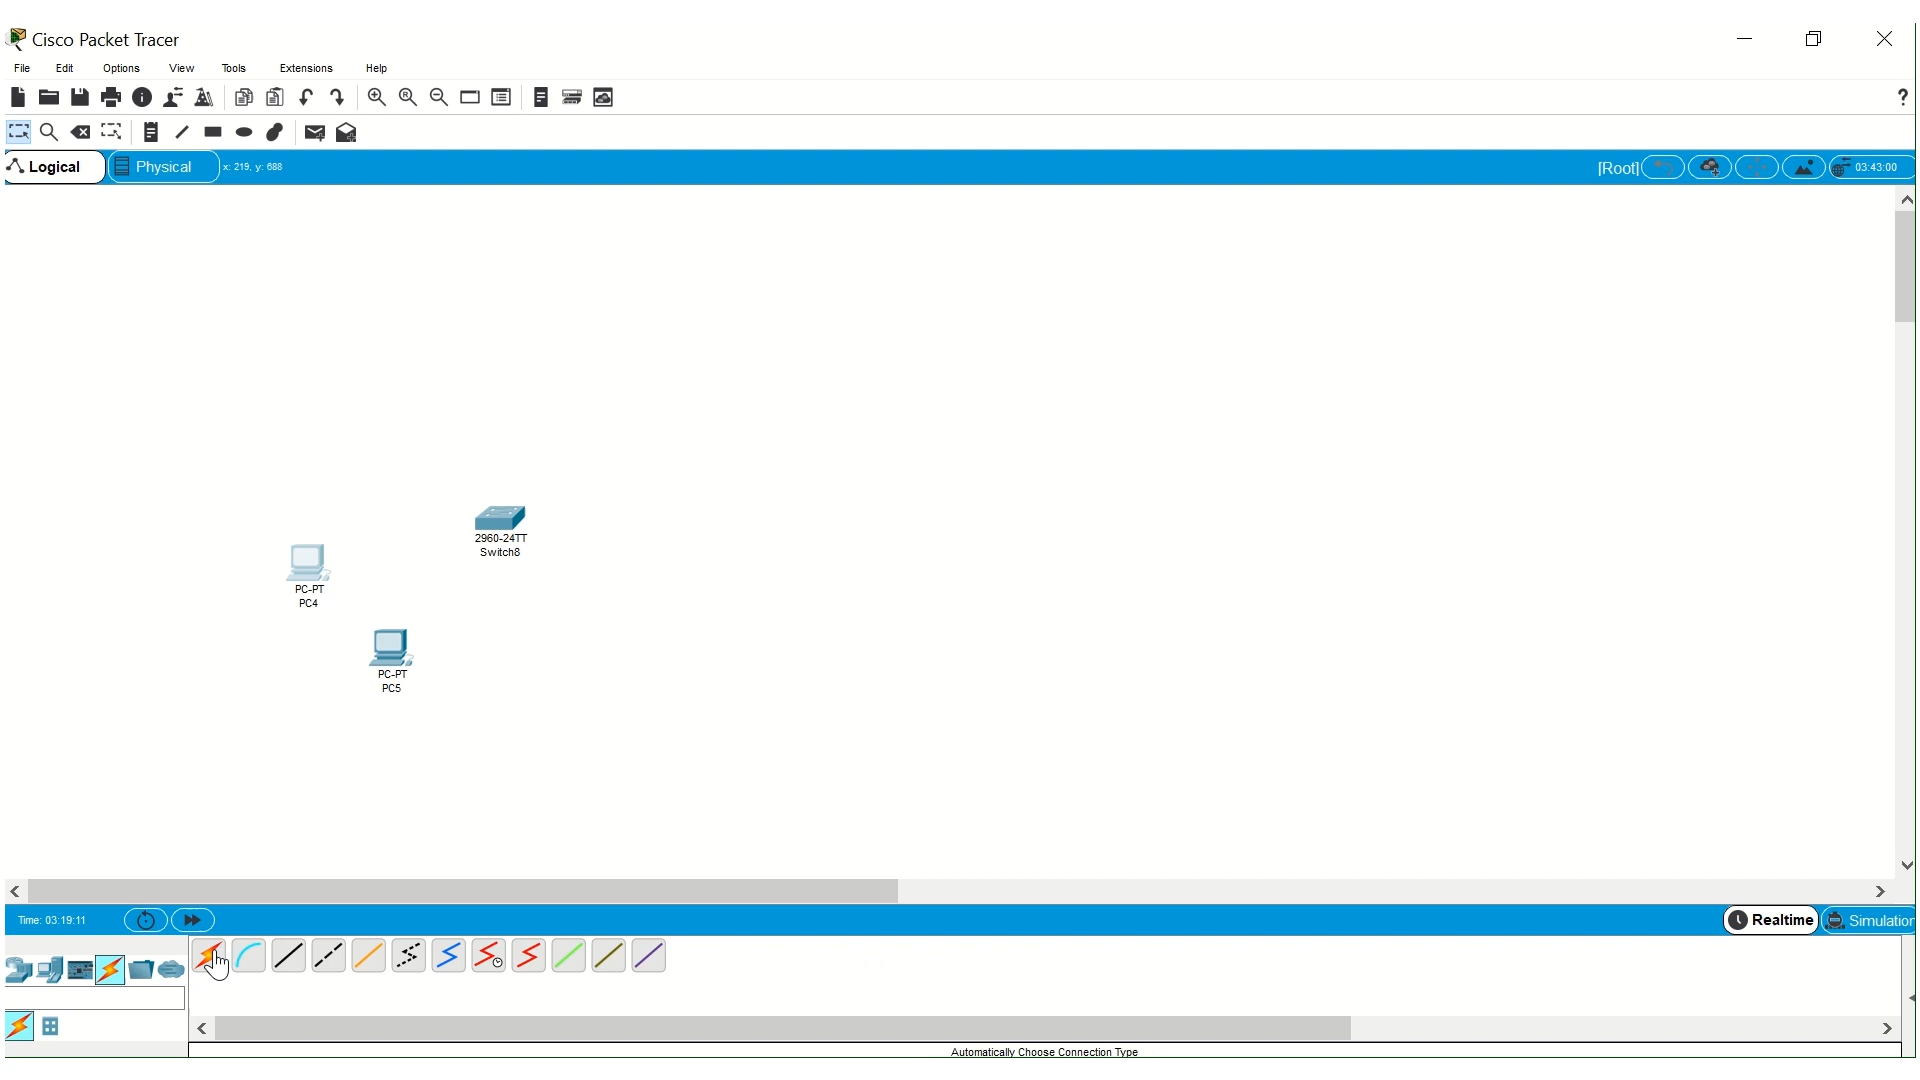 Cisco Packet Tracer
File Edit Options View Tools Extensions Help
?
Logical Physical x: 219, y: 688 [Root] 03:43:00
2960-24TT
Switch8
PC-PT
PC4
PC-PT
PC5
Time: 03:19:11 Realtime Simulation
Automatically Choose Connection Type